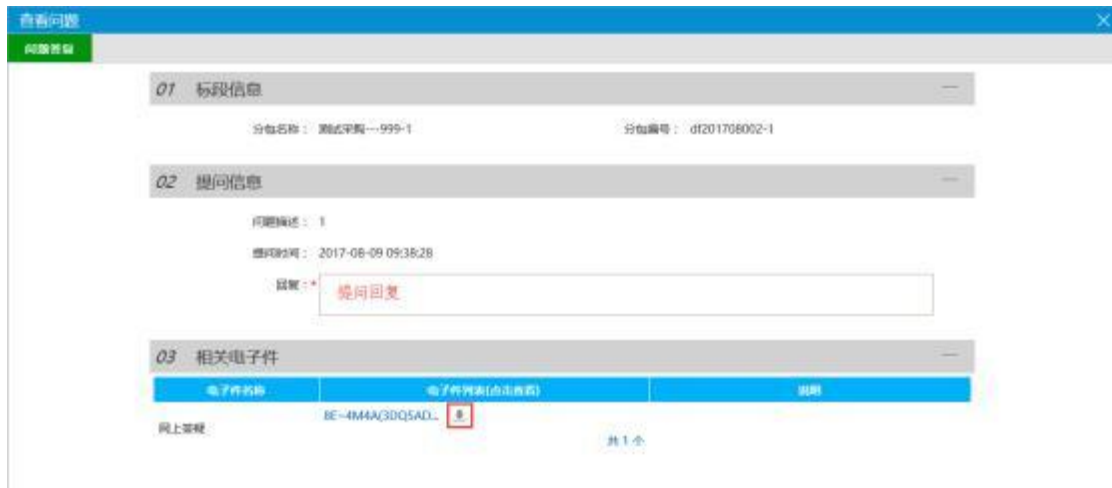 查看问题
问题答疑
01 标段信息
分包名称： 测试采购---999-1 分包编号： df201708002-1
02 提问信息
问题描述： 1
提问时间： 2017-08-09 09:38:28
回复：* 提问回复
03 相关电子件
电子件名称 电子件列表(点击查看) 说明
网上答疑 BE~4M4A(3DQ5AD...
共 1 个